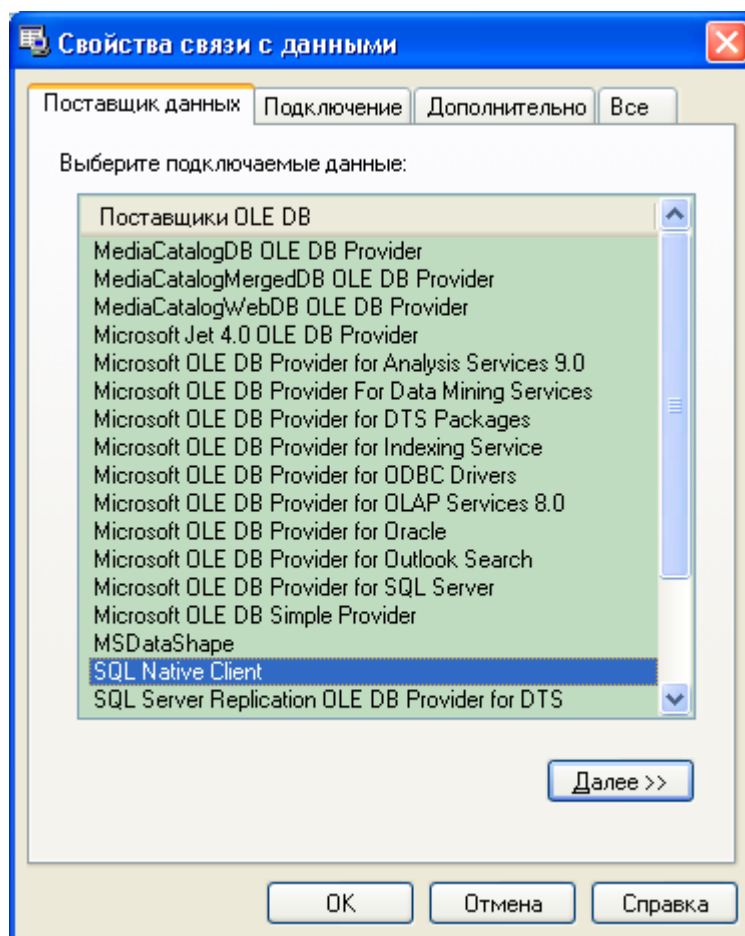 Свойства связи с данными
Поставщик данных
Подключение
Дополнительно
Все
Выберите подключаемые данные:
Поставщики OLE DB
MediaCatalogDB OLE DB Provider
MediaCatalogMergedDB OLE DB Provider
MediaCatalogWebDB OLE DB Provider
Microsoft Jet 4.0 OLE DB Provider
Microsoft OLE DB Provider for Analysis Services 9.0
Microsoft OLE DB Provider For Data Mining Services
Microsoft OLE DB Provider for DTS Packages
Microsoft OLE DB Provider for Indexing Service
Microsoft OLE DB Provider for ODBC Drivers
Microsoft OLE DB Provider for OLAP Services 8.0
Microsoft OLE DB Provider for Oracle
Microsoft OLE DB Provider for Outlook Search
Microsoft OLE DB Provider for SQL Server
Microsoft OLE DB Simple Provider
MSDataShape
SQL Native Client
SQL Server Replication OLE DB Provider for DTS
Далее >>
OK
Отмена
Справка